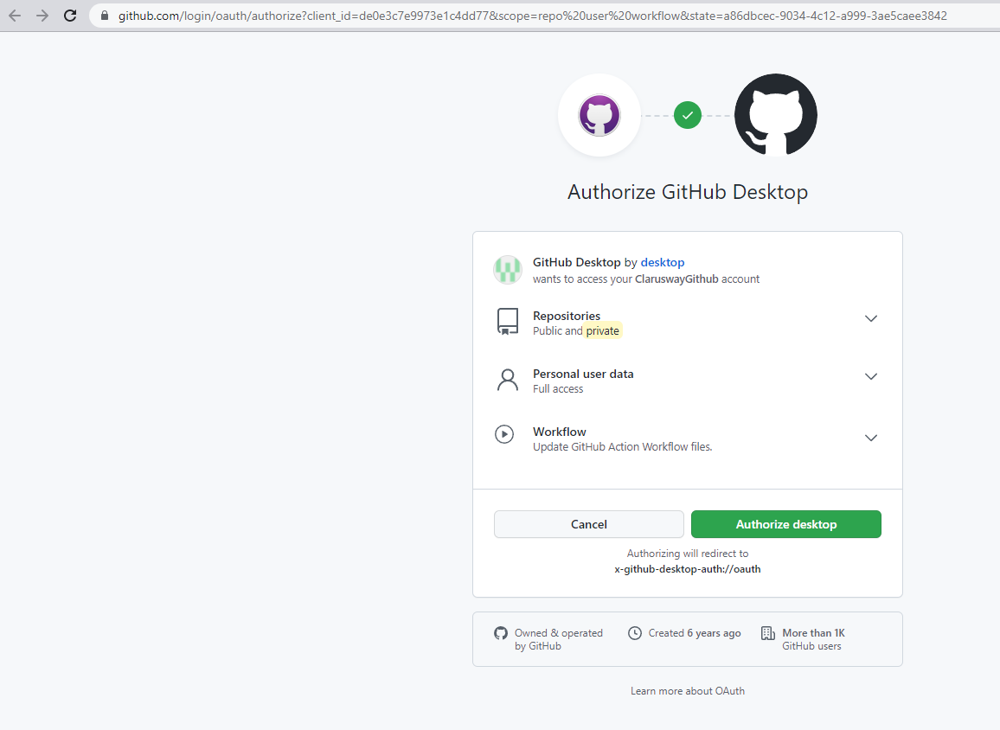 github.com/login/oauth/authorize?client_id=de0e3c7e9973e1c4dd77&scope=repo%20user%20workflow&state=a86dbcec-9034-4c12-a999-3ae5caee3842
Authorize GitHub Desktop
GitHub Desktop by desktop
wants to access your ClaruswayGithub account
Repositories
Public and private
Personal user data
Full access
Workflow
Update GitHub Action Workflow files.
Cancel
Authorize desktop
Authorizing will redirect to
x-github-desktop-auth://oauth
Owned & operated
by GitHub
Created 6 years ago
More than 1K
GitHub users
Learn more about OAuth